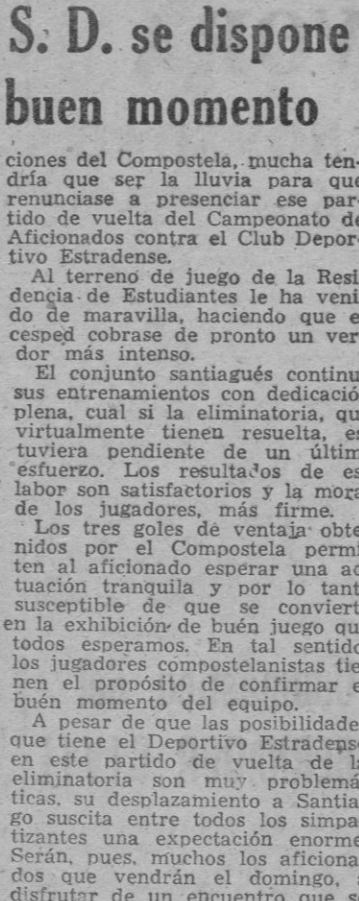 S. D. se dispone
buen momento
ciones del Compostela, mucha ten-
dría que ser la lluvia para que
renunciase a presenciar ese par-
tido de vuelta del Campeonato de
Aficionados contra el Club Depor-
tivo Estradense.
Al terreno de juego de la Resi
dencia de Estudiantes le ha veni
do de maravilla, haciendo que e
cesped cobrase de pronto un ver
dor más intenso.
El conjunto santiagués continu
sus entrenamientos con dedicació
plena, cual si la eliminatoria, qu
virtualmente tienen resuelta, es
tuviera pendiente de un últim
esfuerzo. Los resultados de es
labor son satisfactorios y la mora
de los jugadores, más firme.
Los tres goles de ventaja obte
nidos por el Compostela permi
ten al aficionado esperar una ac
tuación tranquila y por lo tant
susceptible de que se conviert
en la exhibición de buén juego qu
todos esperamos. En tal sentido
los jugadores compostelanistas tie
nen el propósito de confirmar e
buén momento del equipo.
A pesar de que las posibilidade
que tiene el Deportivo Estradens
en este partido de vuelta de l
eliminatoria son muy problemá
ticas, su desplazamiento a Santia
go suscita entre todos los simpa
tizantes una expectación enorme
Serán, pues, muchos los aficiona
dos que vendrán el domingo, a
disfrutar de un encuentro que s